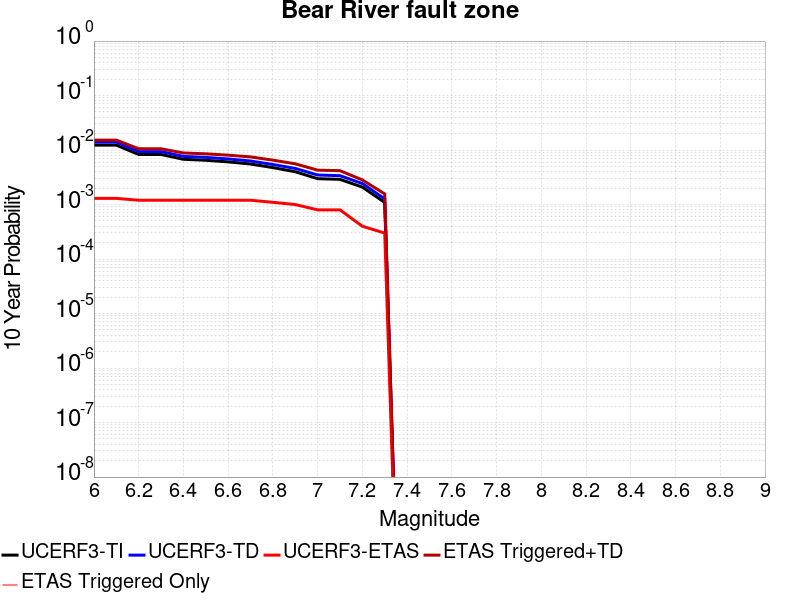 Bear River fault zone
10^0
10^-1
10^-2
10^-3
10^-4
10^-5
10^-6
10^-7
10^-8
10 Year Probability
6 6.2 6.4 6.6 6.8 7 7.2 7.4 7.6 7.8 8 8.2 8.4 8.6 8.8 9
Magnitude
UCERF3-TI UCERF3-TD UCERF3-ETAS ETAS Triggered+TD
ETAS Triggered Only